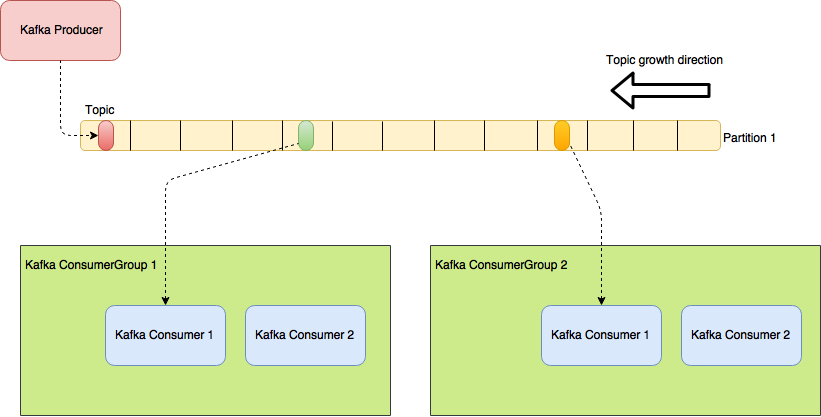 Kafka Producer
Topic growth direction
Topic
Partition 1
Kafka ConsumerGroup 1
Kafka ConsumerGroup 2
Kafka Consumer 1
Kafka Consumer 2
Kafka Consumer 1
Kafka Consumer 2